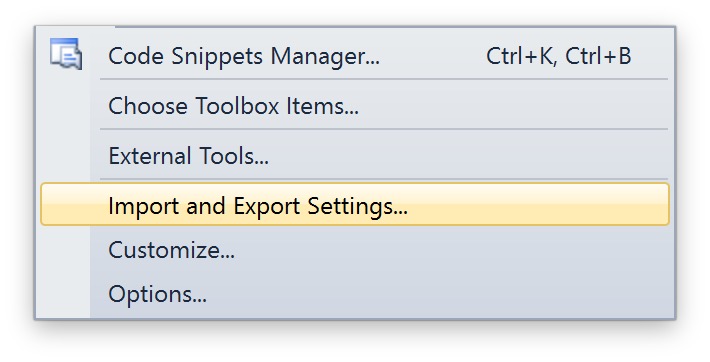 Code Snippets Manager... Ctrl+K, Ctrl+B
Choose Toolbox Items...
External Tools...
Import and Export Settings...
Customize...
Options...